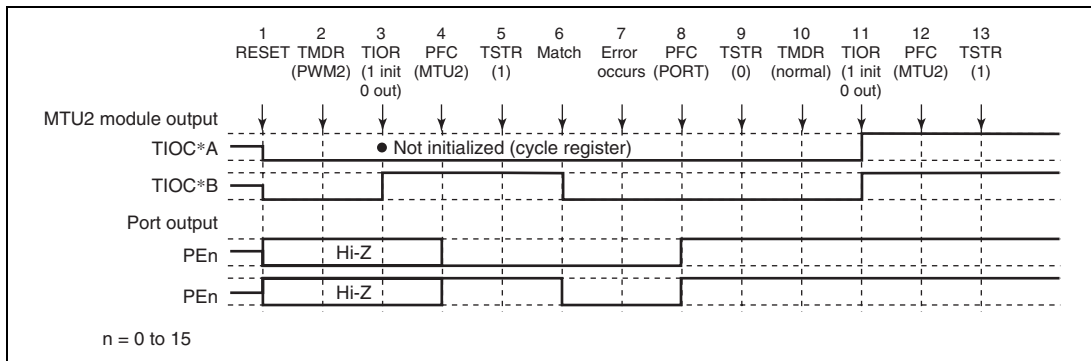 1 2 3 4 5 6 7 8 9 10 11 12 13
RESET TMDR TIOR PFC TSTR Match Error PFC TSTR TMDR TIOR PFC TSTR
(PWM2) (1 init (MTU2) (1) occurs (PORT) (0) (normal) (1 init (MTU2) (1)
0 out) 0 out)
MTU2 module output
TIOC*A
● Not initialized (cycle register)
TIOC*B
Port output
PEn
Hi-Z
PEn
Hi-Z
n = 0 to 15